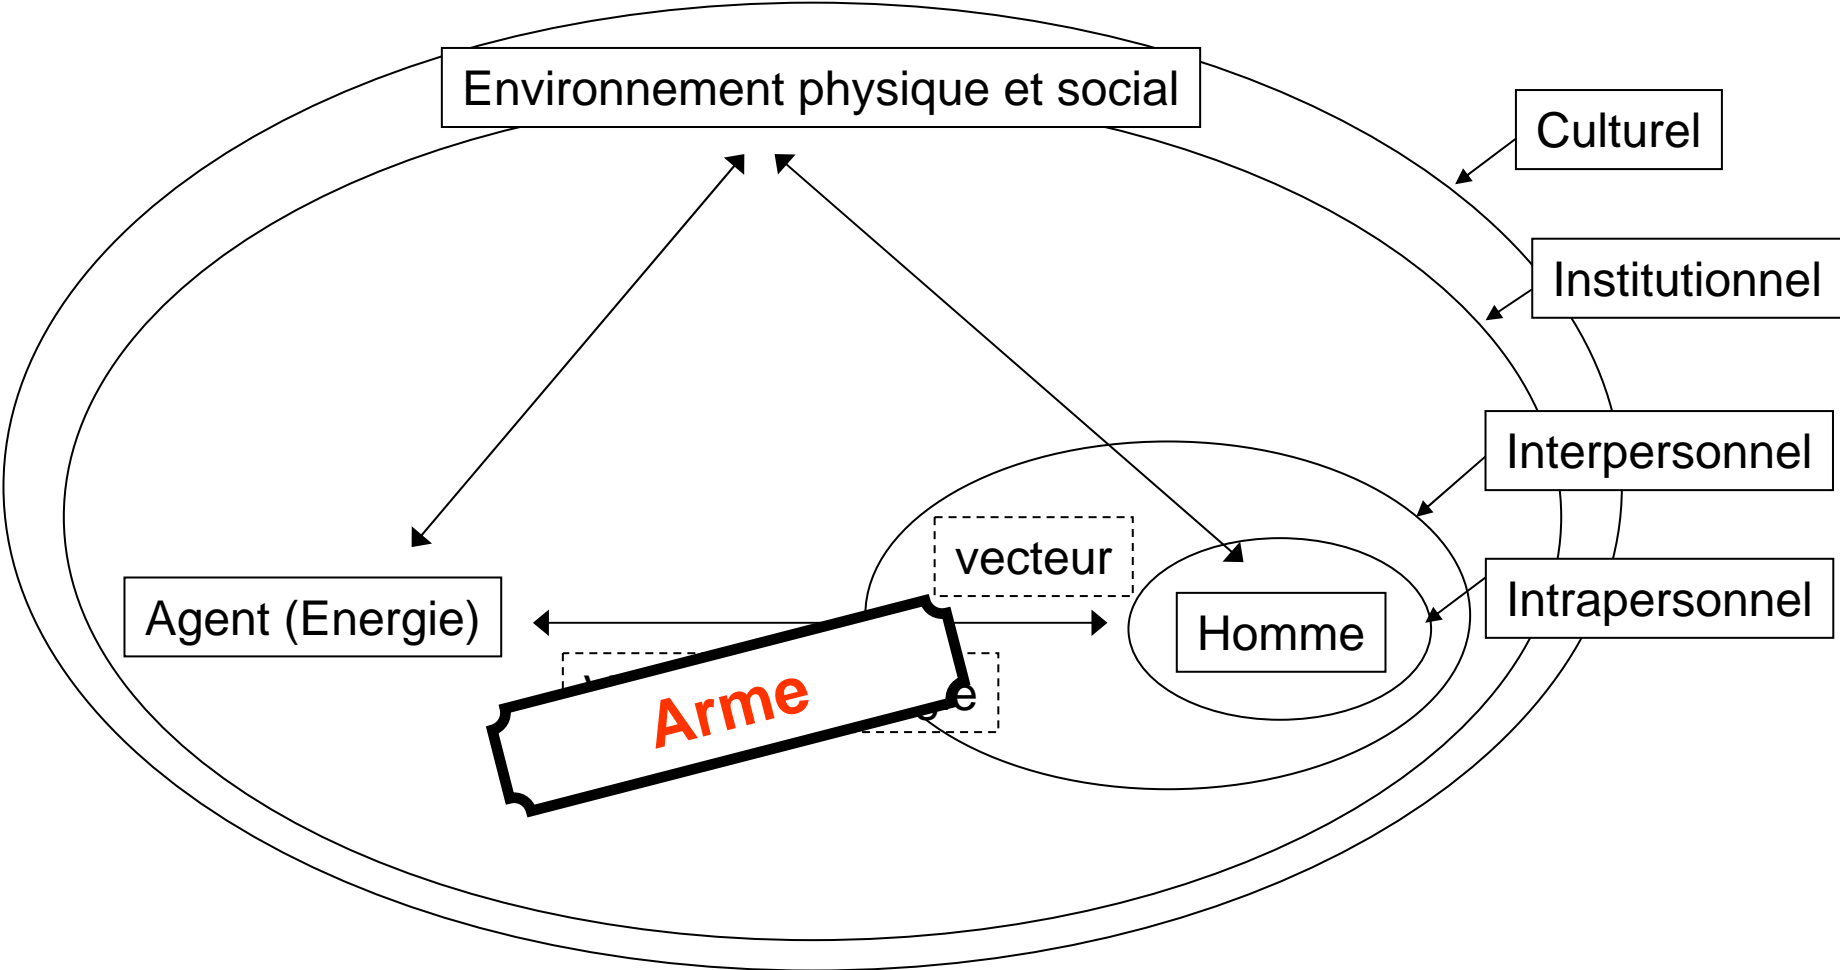 Environnement physique et social
Culturel
Institutionnel
Interpersonnel
vecteur
Agent (Energie)
Homme
Intrapersonnel
Arme